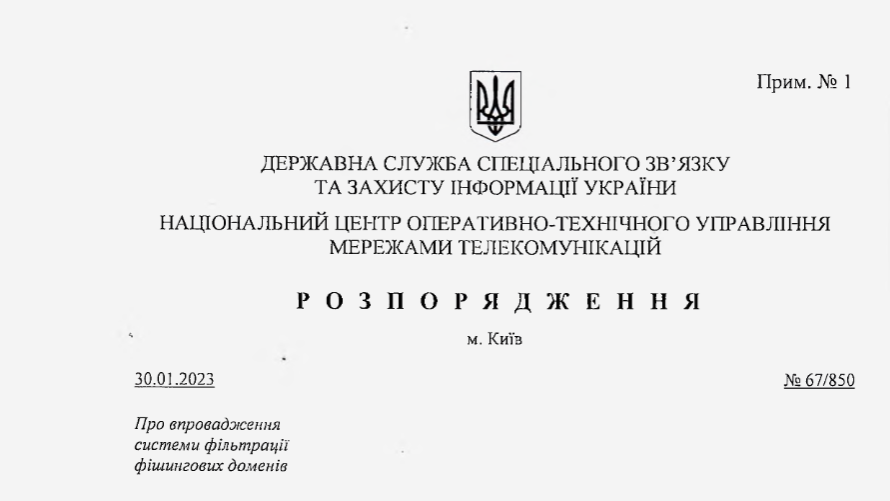 Прим. № 1
ДЕРЖАВНА СЛУЖБА СПЕЦІАЛЬНОГО ЗВ’ЯЗКУ
ТА ЗАХИСТУ ІНФОРМАЦІЇ УКРАЇНИ
НАЦІОНАЛЬНИЙ ЦЕНТР ОПЕРАТИВНО-ТЕХНІЧНОГО УПРАВЛІННЯ
МЕРЕЖАМИ ТЕЛЕКОМУНІКАЦІЙ
Р О З П О Р Я Д Ж Е Н Н Я
м. Київ
30.01.2023 № 67/850
Про впровадження
системи фільтрації
фішингових доменів